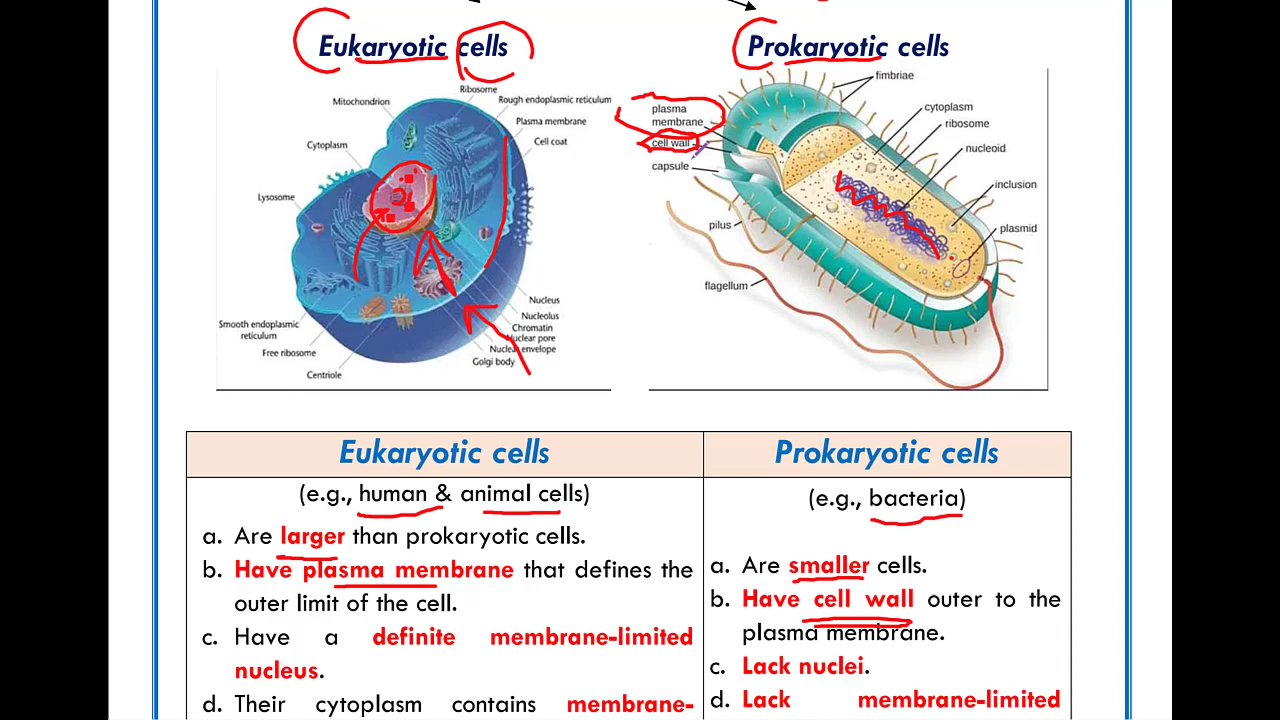 Eukaryotic cells
Prokaryotic cells
Ribosome
Mitochondrion
Rough endoplasmic reticulum
Plasma membrane
Cytoplasm
Cell coat
Lysosome
Nucleus
Nucleolus
Smooth endoplasmic
reticulum
Chromatin
Nuclear pore
Free ribosome
Nuclear envelope
Golgi body
Centriole
fimbriae
plasma
membrane
cytoplasm
ribosome
cell wall
nucleoid
capsule
inclusion
pilus
plasmid
flagellum
Eukaryotic cells
(e.g., human & animal cells)
a. Are larger than prokaryotic cells.
b. Have plasma membrane that defines the
outer limit of the cell.
c. Have a definite membrane-limited
nucleus.
d. Their cytoplasm contains membrane-
Prokaryotic cells
(e.g., bacteria)
a. Are smaller cells.
b. Have cell wall outer to the
plasma membrane.
c. Lack nuclei.
d. Lack membrane-limited